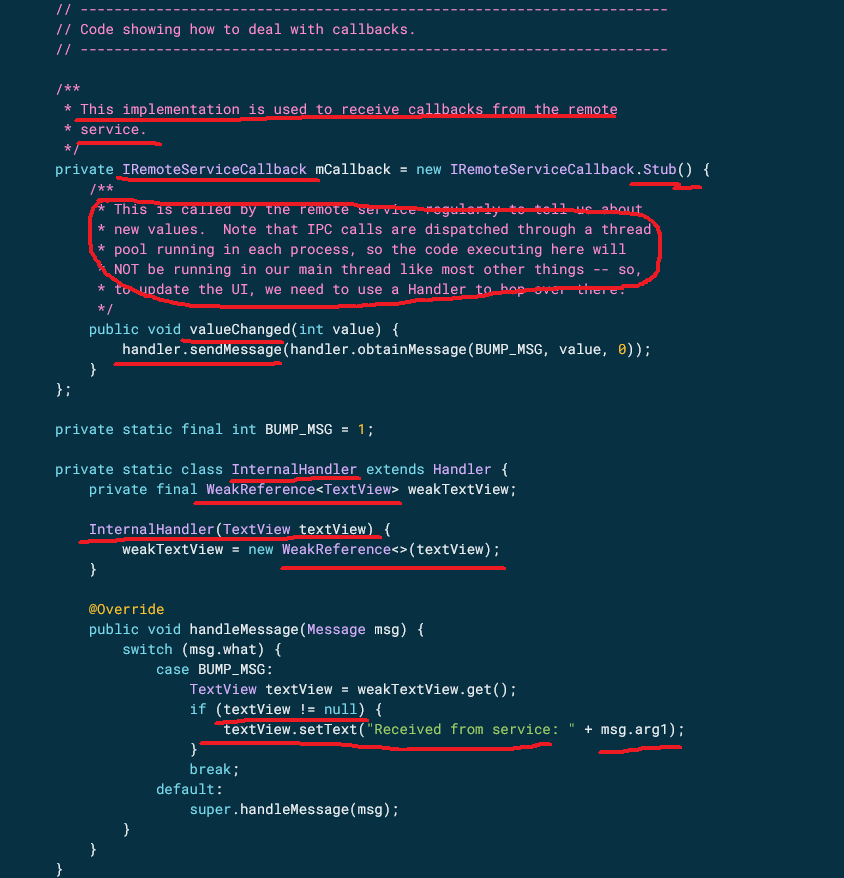 // ----------------------------------------------------------------------
// Code showing how to deal with callbacks.
// ----------------------------------------------------------------------
/**
* This implementation is used to receive callbacks from the remote
* service.
*/
private IRemoteServiceCallback mCallback = new IRemoteServiceCallback.Stub() {
/**
* This is called by the remote service regularly to tell us about
* new values.  Note that IPC calls are dispatched through a thread
* pool running in each process, so the code executing here will
* NOT be running in our main thread like most other things -- so,
* to update the UI, we need to use a Handler to hop over there.
*/
public void valueChanged(int value) {
handler.sendMessage(handler.obtainMessage(BUMP_MSG, value, 0));
}
};
private static final int BUMP_MSG = 1;
private static class InternalHandler extends Handler {
private final WeakReference<TextView> weakTextView;
InternalHandler(TextView textView) {
weakTextView = new WeakReference<>(textView);
}
@Override
public void handleMessage(Message msg) {
switch (msg.what) {
case BUMP_MSG:
TextView textView = weakTextView.get();
if (textView != null) {
textView.setText("Received from service: " + msg.arg1);
}
break;
default:
super.handleMessage(msg);
}
}
}